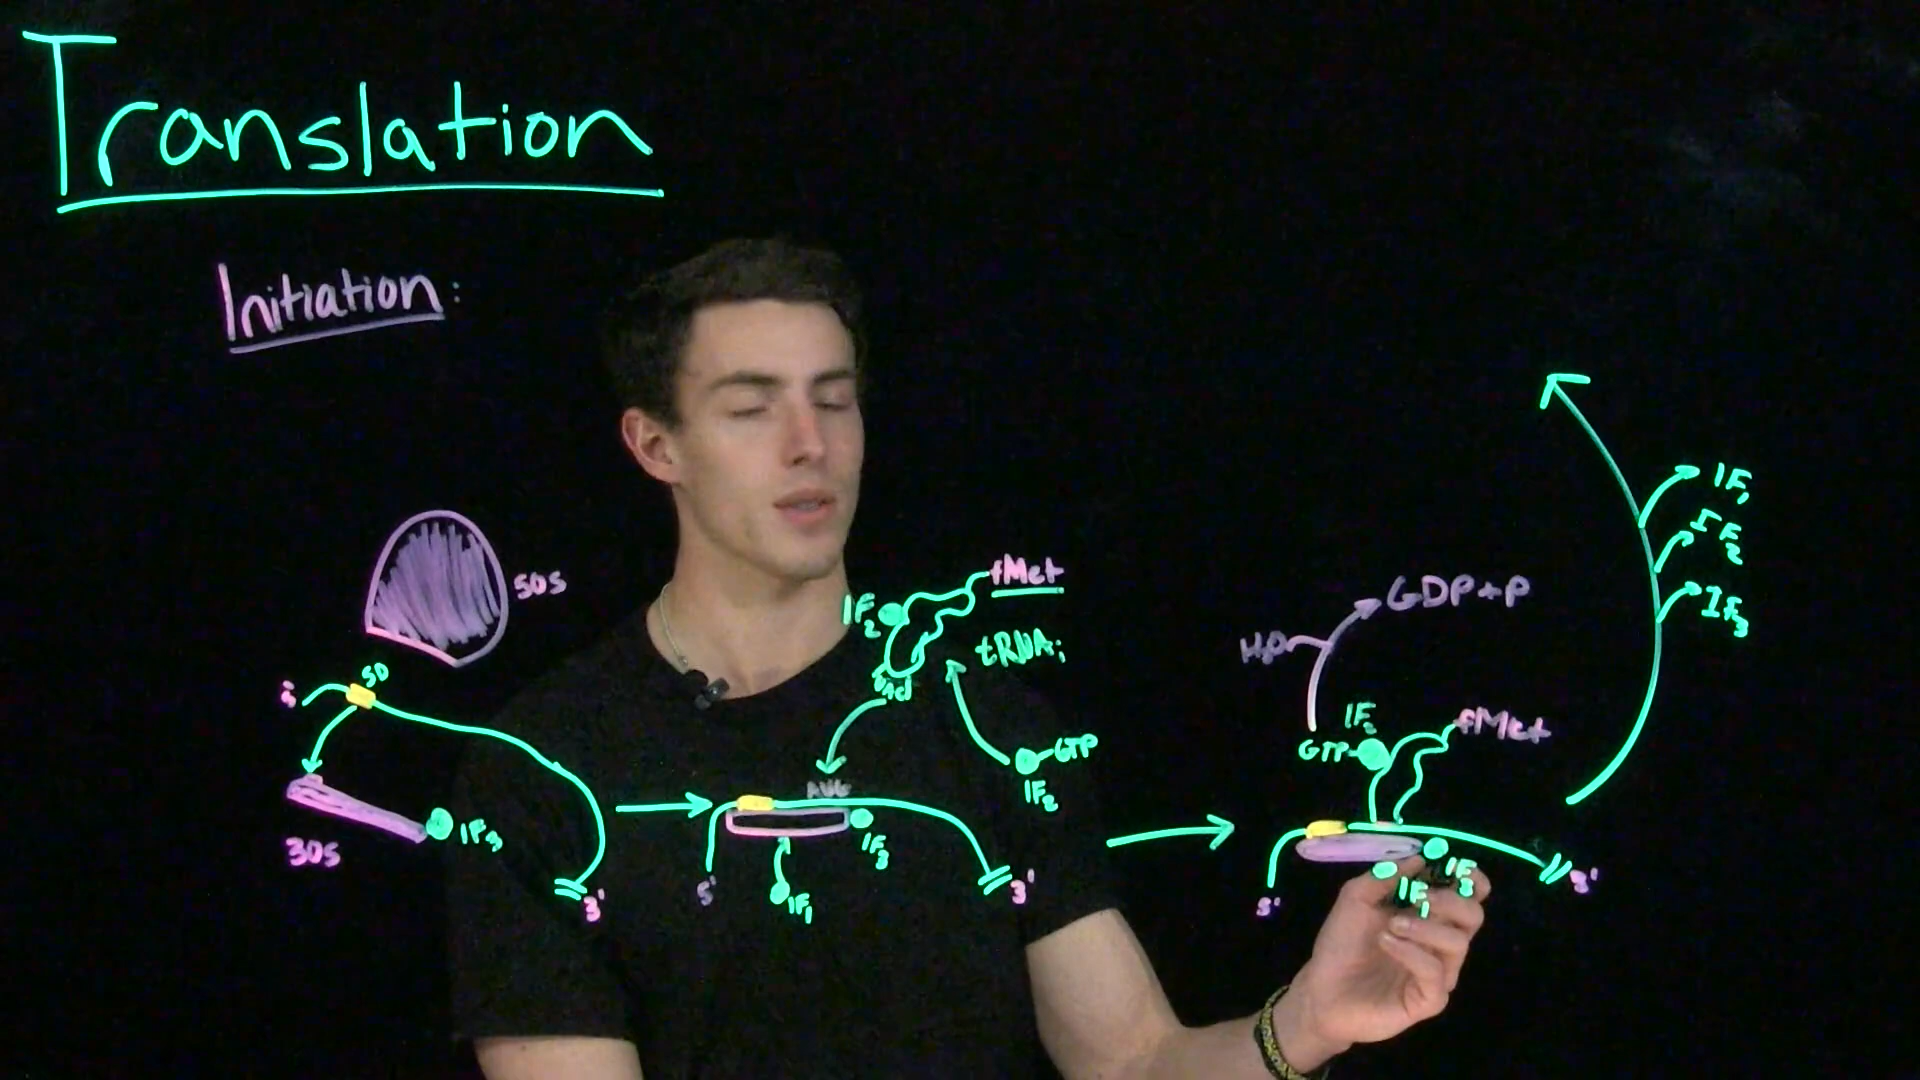 Translation
Initiation:
50S
SD
30S
IF3
3'
IF2
fMet
tRNAi
GTP
IF2
AUG
IF3
5'
IF1
3'
H2O
GDP+P
IF2
GTP
fMet
5'
IF1
IF3
3'
IF1
IF2
IF3